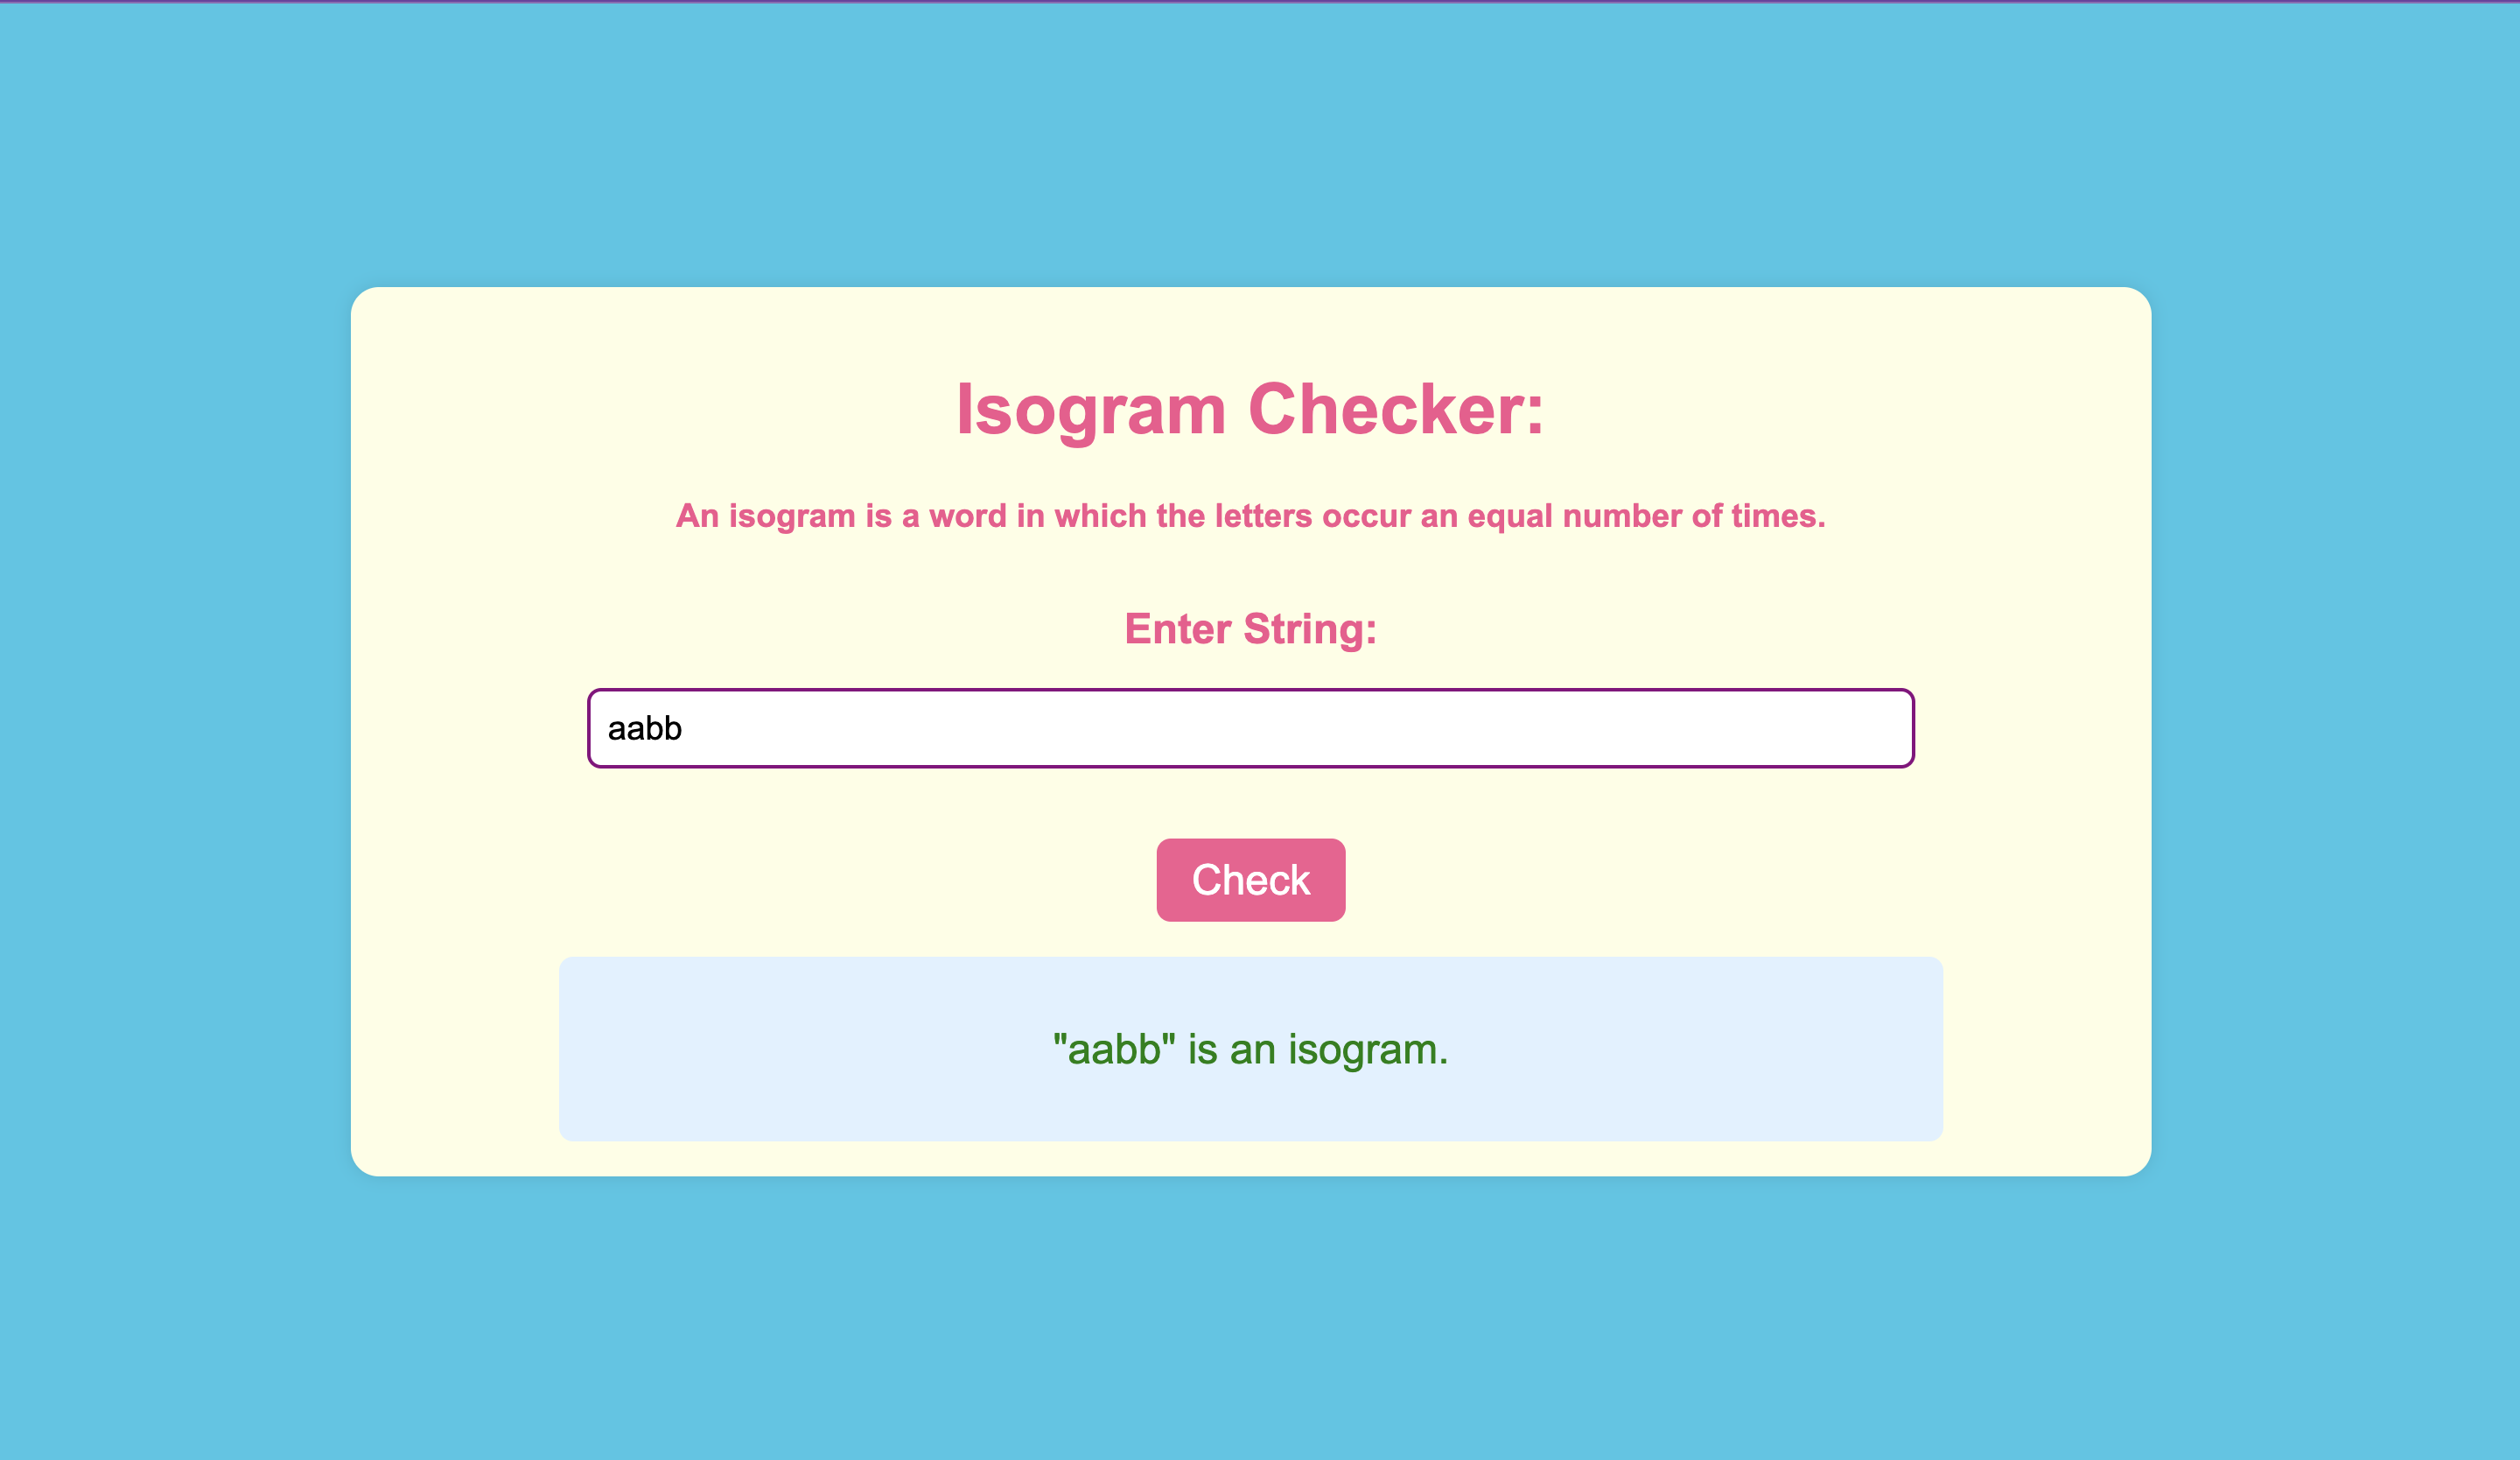 Isogram Checker:
An isogram is a word in which the letters occur an equal number of times.
Enter String:
aabb
Check
"aabb" is an isogram.